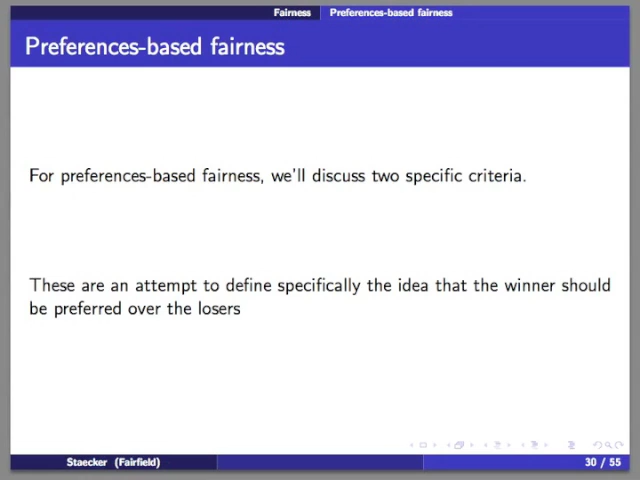 Fairness Preferences-based fairness
Preferences-based fairness
For preferences-based fairness, we'll discuss two specific criteria.
These are an attempt to define specifically the idea that the winner should
be preferred over the losers
Staecker (Fairfield) 30 / 55